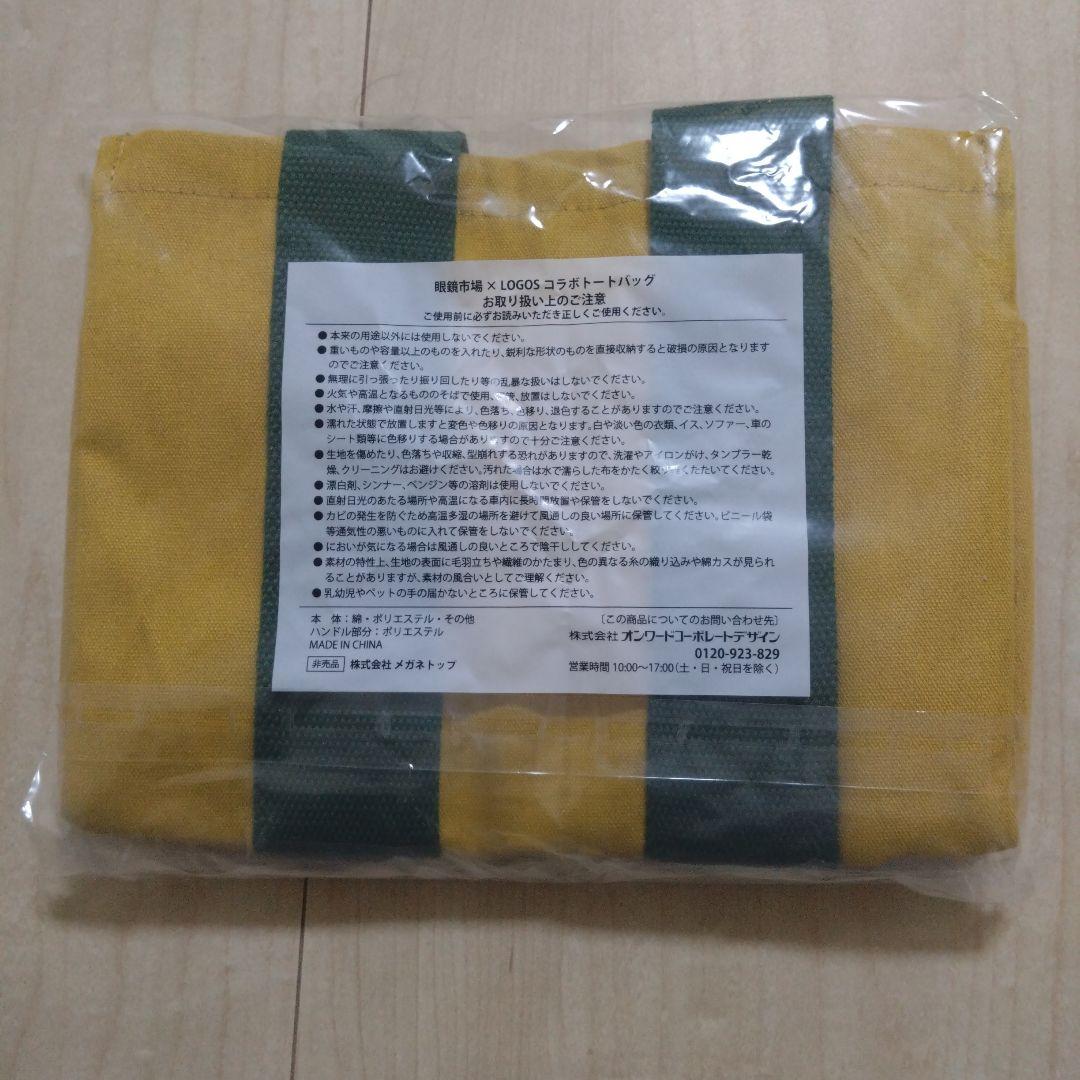 眼鏡市場 × LOGOS コラボトートバッグ
お取り扱い上のご注意
ご使用前に必ずお読みいただき正しくご使用ください。
● 本来の用途以外には使用しないでください。
● 重いものや容量以上のものを入れたり、鋭利な形状のものを直接収納すると破損の原因となります
のでご注意ください。
● 無理に引っ張ったり振り回したり等の乱暴な扱いはしないでください。
● 火気や高温となるもののそばで使用、保管、放置はしないでください。
● 水や汗、摩擦や直射日光等により、色落ち、色移り、退色することがありますのでご注意ください。
● 濡れた状態で放置しますと変色や色移りの原因となります。白や淡い色の衣類、イス、ソファー、車の
シート類等に色移りする場合がありますので十分ご注意ください。
● 生地を傷めたり、色落ちや収縮、型崩れする恐れがありますので、洗濯やアイロンがけ、タンブラー乾
燥、クリーニングはお避けください。汚れた場合は水で濡らした布をかたく絞り軽くたたいてください。
● 漂白剤、シンナー、ベンジン等の溶剤は使用しないでください。
● 直射日光のあたる場所や高温になる車内に長時間放置や保管をしないでください。
● カビの発生を防ぐため高温多湿の場所を避けて風通しの良い場所に保管してください。ビニール袋
等通気性の悪いものに入れて保管をしないでください。
● においが気になる場合は風通しの良いところで陰干ししてください。
● 素材の特性上、生地の表面に毛羽立ちや繊維のかたまり、色の異なる糸の織り込みや綿カスが見られ
ることがありますが、素材の風合いとしてご理解ください。
● 乳幼児やペットの手の届かないところに保管してください。
本 体：綿・ポリエステル・その他
ハンドル部分：ポリエステル
MADE IN CHINA
非売品 株式会社 メガネトップ
〔この商品についてのお問い合わせ先〕
株式会社 オンワードコーポレートデザイン
0120-923-829
営業時間 10:00～17:00（土・日・祝日を除く）